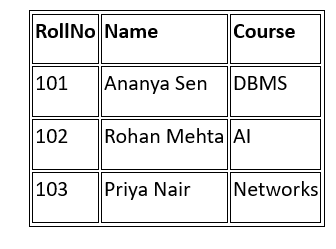 RollNo Name Course
101 Ananya Sen DBMS
102 Rohan Mehta AI
103 Priya Nair Networks